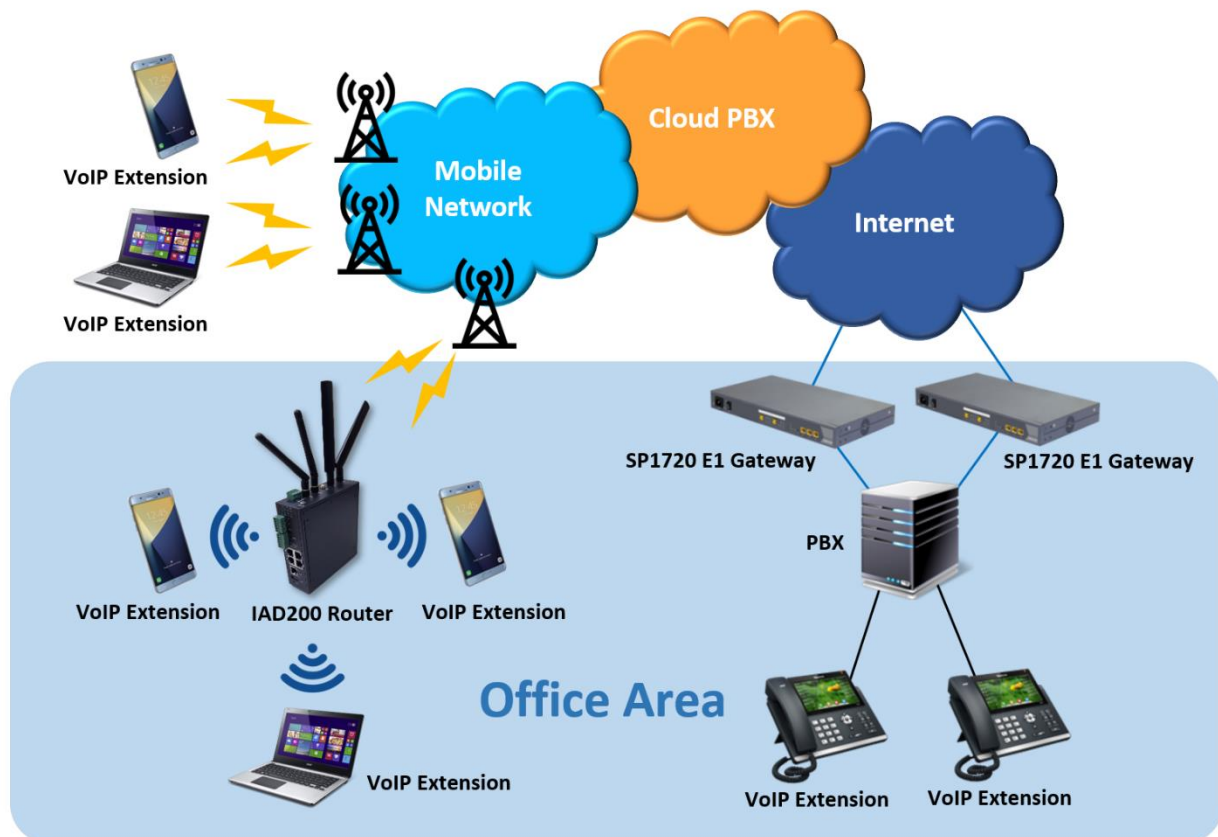 Cloud PBX
Mobile
Network
Internet
VoIP Extension
VoIP Extension
SP1720 E1 Gateway
SP1720 E1 Gateway
PBX
VoIP Extension
IAD200 Router
VoIP Extension
Office Area
VoIP Extension
VoIP Extension
VoIP Extension